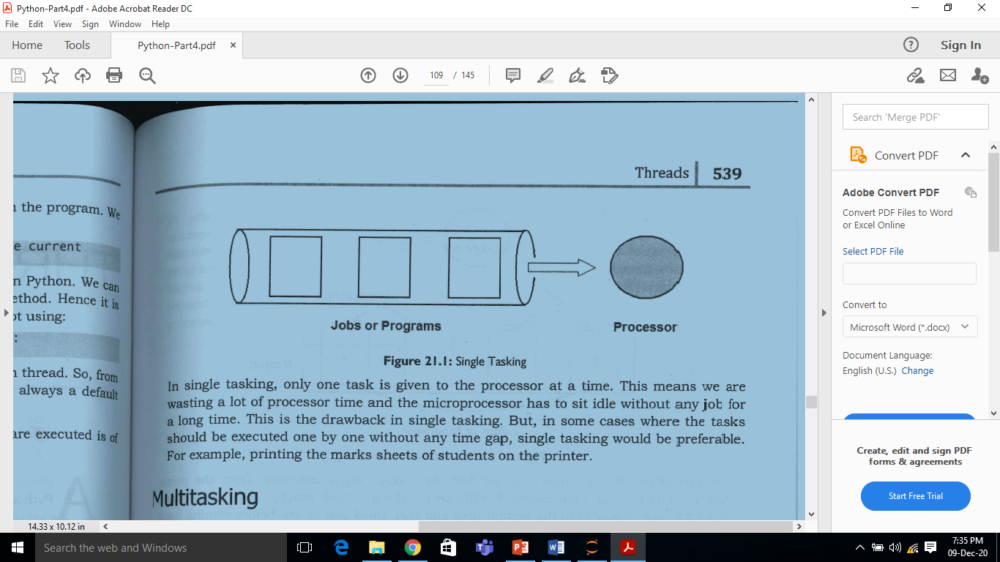 Python-Part4.pdf - Adobe Acrobat Reader DC
File Edit View Sign Window Help
Home Tools Python-Part4.pdf × Sign In
109 / 145
Search 'Merge PDF'
Convert PDF
Adobe Convert PDF
Convert PDF Files to Word
or Excel Online
Select PDF File
Convert to
Microsoft Word (*.docx)
Document Language:
English (U.S.) Change
Create, edit and sign PDF
forms & agreements
Start Free Trial
the program. We
current
Python. We can
Hence it is
using:
:
thread. So, from
always a default
are executed is of
Threads 539
Jobs or Programs
Processor
Figure 21.1: Single Tasking
In single tasking, only one task is given to the processor at a time. This means we are
wasting a lot of processor time and the microprocessor has to sit idle without any job for
a long time. This is the drawback in single tasking. But, in some cases where the tasks
should be executed one by one without any time gap, single tasking would be preferable.
For example, printing the marks sheets of students on the printer.
Multitasking
14.33 x 10.12 in
Search the web and Windows
7:35 PM
09-Dec-20